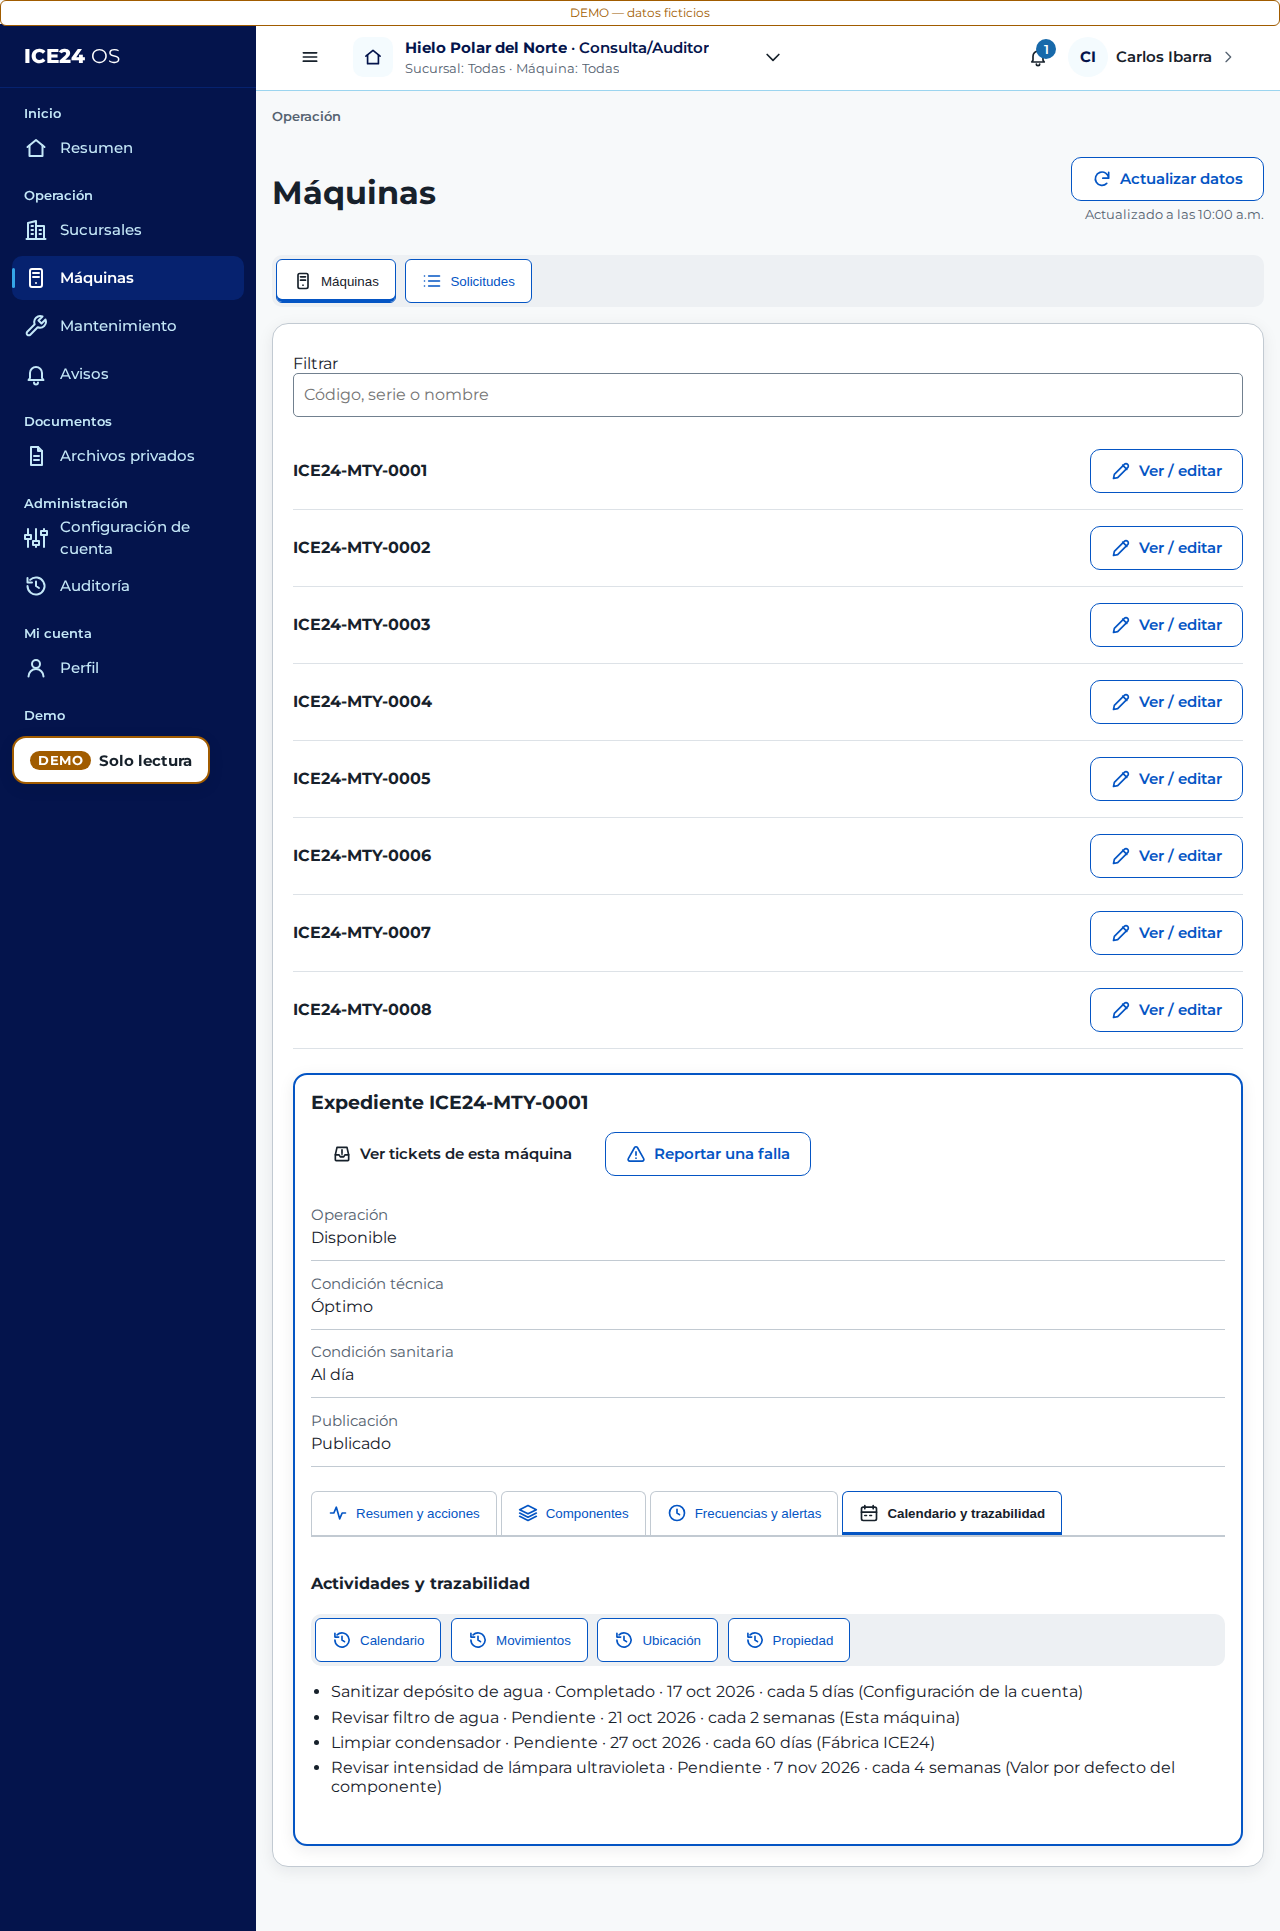 DEMO — datos ficticios
ICE24 OS
Inicio
Resumen
Operación
Sucursales
Máquinas
Mantenimiento
Avisos
Documentos
Archivos privados
Administración
Configuración de
cuenta
Auditoría
Mi cuenta
Perfil
Demo
DEMO Solo lectura
Hielo Polar del Norte · Consulta/Auditor
Sucursal: Todas · Máquina: Todas
1
CI Carlos Ibarra
Operación
Máquinas
Actualizar datos
Actualizado a las 10:00 a.m.
Máquinas Solicitudes
Filtrar
Código, serie o nombre
ICE24-MTY-0001 Ver / editar
ICE24-MTY-0002 Ver / editar
ICE24-MTY-0003 Ver / editar
ICE24-MTY-0004 Ver / editar
ICE24-MTY-0005 Ver / editar
ICE24-MTY-0006 Ver / editar
ICE24-MTY-0007 Ver / editar
ICE24-MTY-0008 Ver / editar
Expediente ICE24-MTY-0001
Ver tickets de esta máquina Reportar una falla
Operación
Disponible
Condición técnica
Óptimo
Condición sanitaria
Al día
Publicación
Publicado
Resumen y acciones Componentes Frecuencias y alertas Calendario y trazabilidad
Actividades y trazabilidad
Calendario Movimientos Ubicación Propiedad
• Sanitizar depósito de agua · Completado · 17 oct 2026 · cada 5 días (Configuración de la cuenta)
• Revisar filtro de agua · Pendiente · 21 oct 2026 · cada 2 semanas (Esta máquina)
• Limpiar condensador · Pendiente · 27 oct 2026 · cada 60 días (Fábrica ICE24)
• Revisar intensidad de lámpara ultravioleta · Pendiente · 7 nov 2026 · cada 4 semanas (Valor por defecto del
componente)